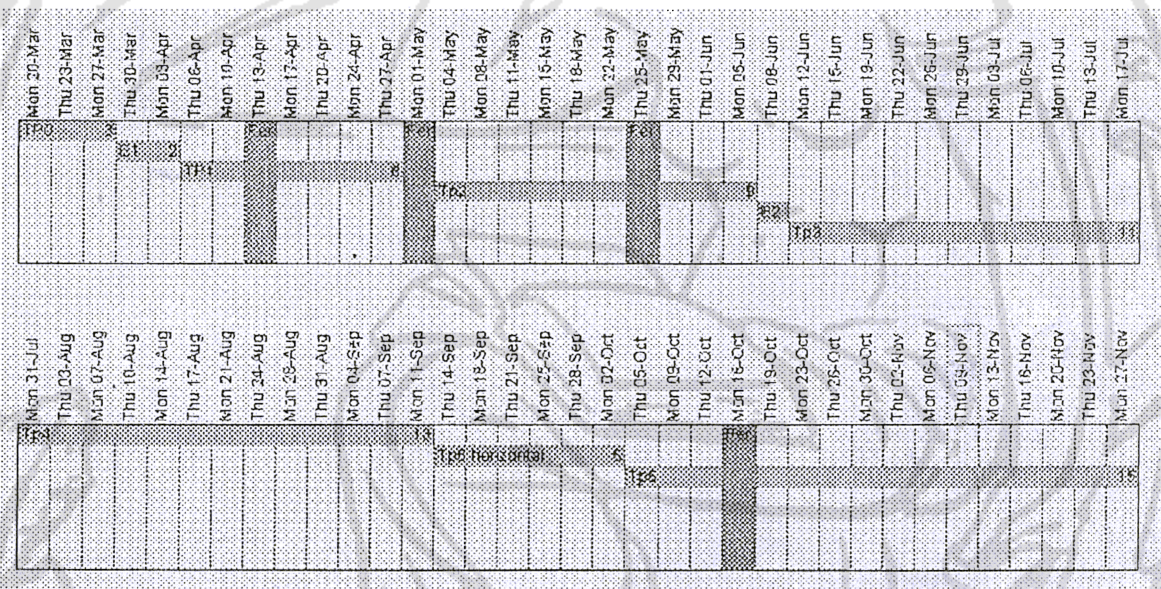 Mon 20-Mar
Thu 23-Mar
Mon 27-Mar
Thu 30-Mar
Mon 03-Apr
Thu 06-Apr
Mon 10-Apr
Thu 13-Apr
Mon 17-Apr
Thu 20-Apr
Mon 24-Apr
Thu 27-Apr
Mon 01-May
Thu 04-May
Mon 08-May
Thu 11-May
Mon 15-May
Thu 18-May
Mon 22-May
Thu 25-May
Mon 29-May
Thu 01-Jun
Mon 05-Jun
Thu 08-Jun
Mon 12-Jun
Thu 15-Jun
Mon 19-Jun
Thu 22-Jun
Mon 26-Jun
Thu 29-Jun
Mon 03-Jul
Thu 06-Jul
Mon 10-Jul
Thu 13-Jul
Mon 17-Jul
TP0 3 Fer Fer Fer
E1 2
TP1 6
Tp2 9
E2
Tp3 11
Mon 31-Jul
Thu 03-Aug
Mon 07-Aug
Thu 10-Aug
Mon 14-Aug
Thu 17-Aug
Mon 21-Aug
Thu 24-Aug
Mon 28-Aug
Thu 31-Aug
Mon 04-Sep
Thu 07-Sep
Mon 11-Sep
Thu 14-Sep
Mon 18-Sep
Thu 21-Sep
Mon 25-Sep
Thu 28-Sep
Mon 02-Oct
Thu 05-Oct
Mon 09-Oct
Thu 12-Oct
Mon 16-Oct
Thu 19-Oct
Mon 23-Oct
Thu 26-Oct
Mon 30-Oct
Thu 02-Nov
Mon 06-Nov
Thu 09-Nov
Mon 13-Nov
Thu 16-Nov
Mon 20-Nov
Thu 23-Nov
Mon 27-Nov
Tp4 13 Fer
Tp5 horizontal 6
Tp6 15